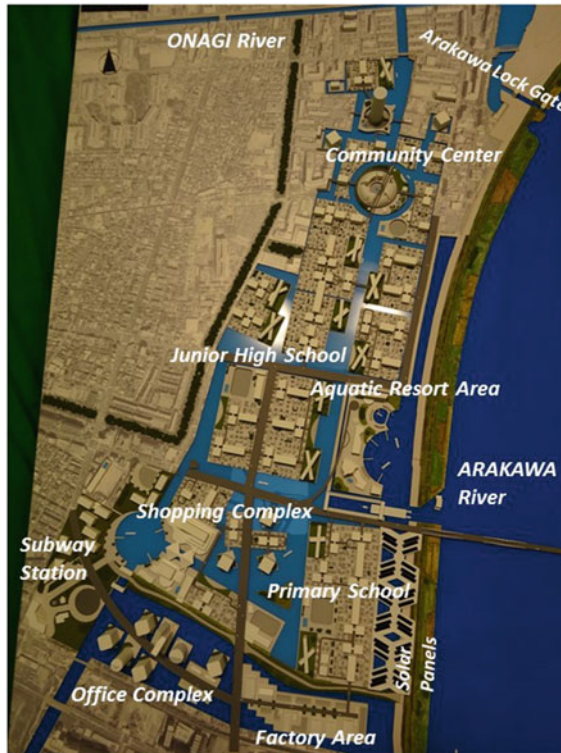 ONAGI River
Arakawa Lock Gate
Community Center
Junior High School
Aquatic Resort Area
ARAKAWA
River
Shopping Complex
Subway
Station
Primary School
Solar
Panels
Office Complex
Factory Area